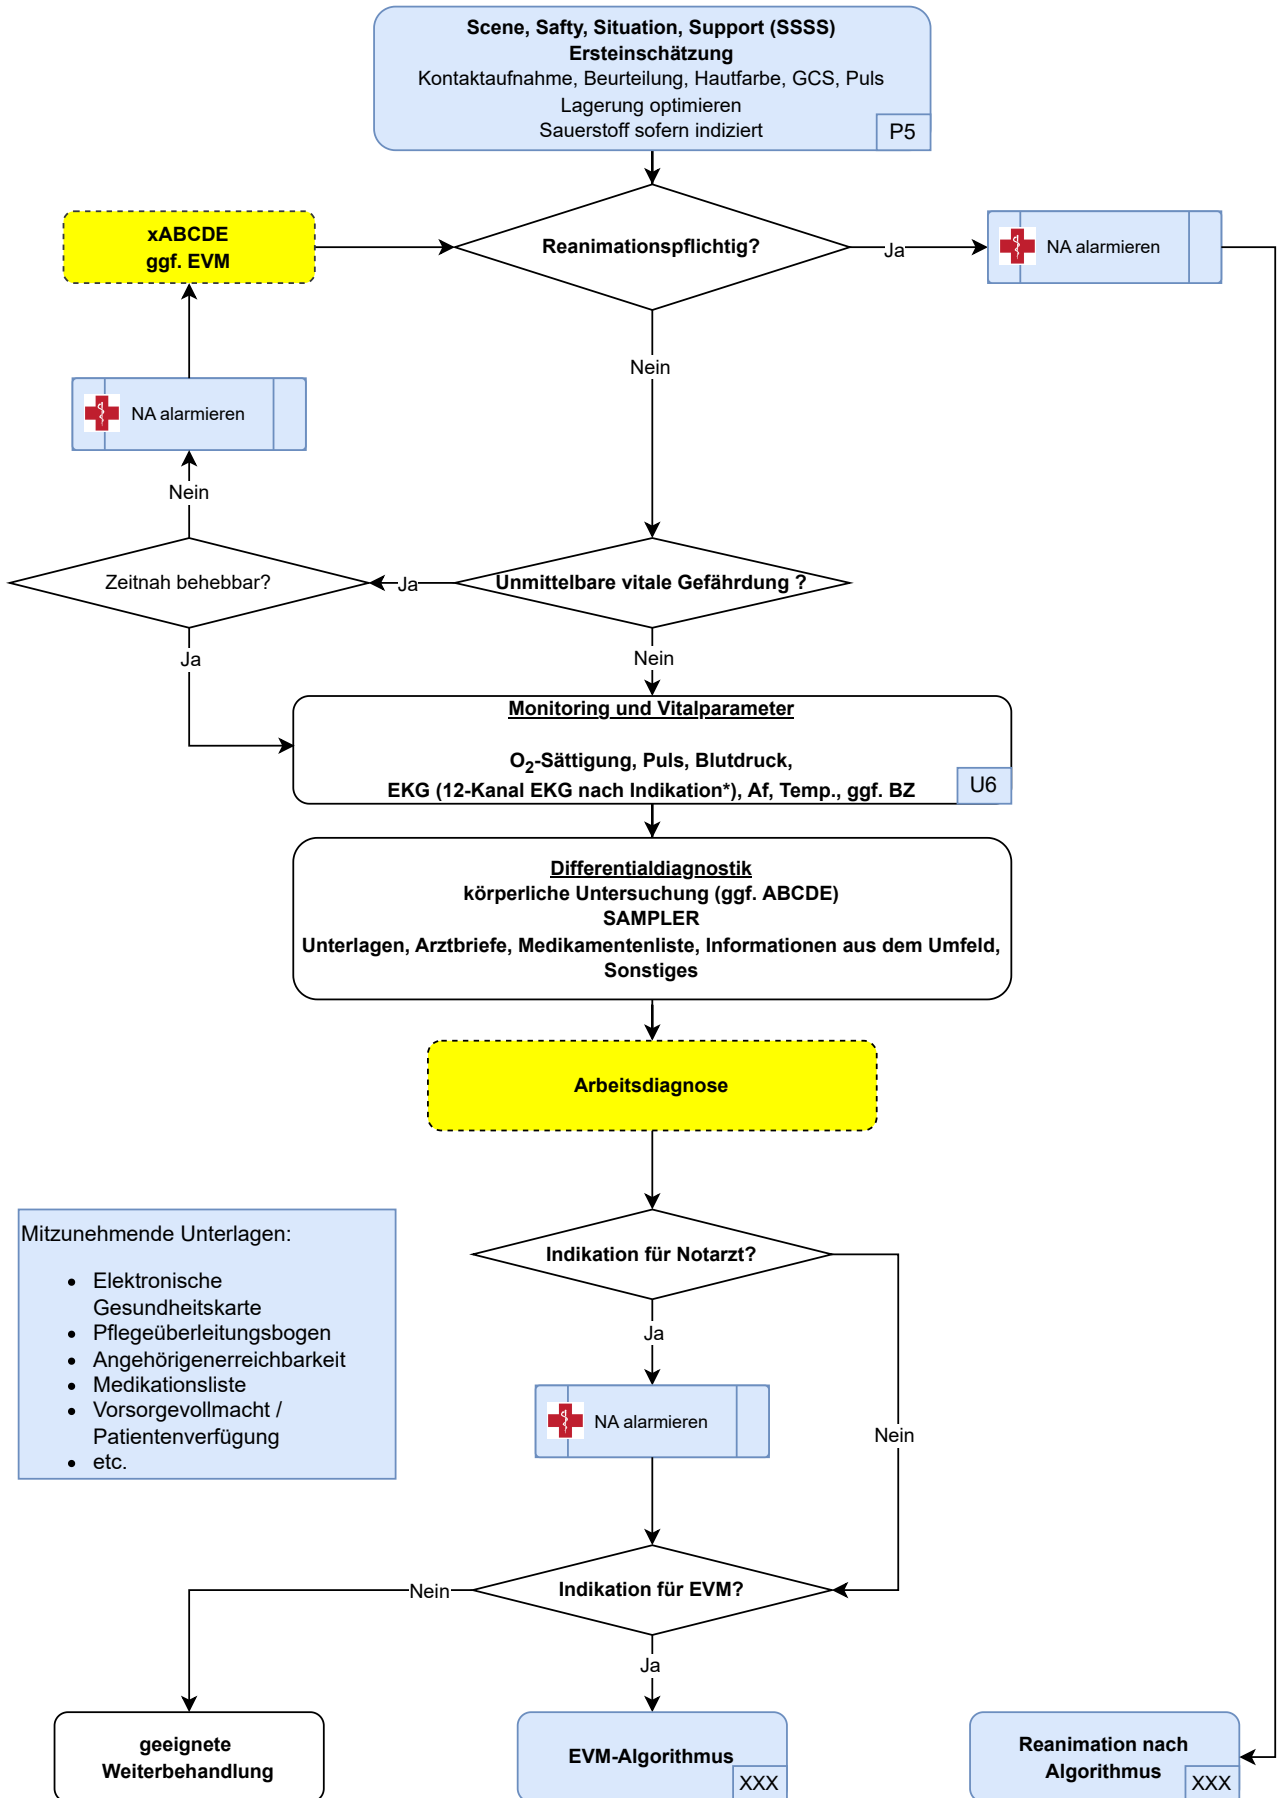 Scene, Safty, Situation, Support (SSSS)
Ersteinschätzung
Kontaktaufnahme, Beurteilung, Hautfarbe, GCS, Puls
Lagerung optimieren
Sauerstoff sofern indiziert
P5
xABCDE
ggf. EVM
Reanimationspflichtig?
Ja
NA alarmieren
Nein
NA alarmieren
Nein
Zeitnah behebbar?
Ja
Unmittelbare vitale Gefährdung ?
Ja
Nein
Monitoring und Vitalparameter
O2-Sättigung, Puls, Blutdruck,
EKG (12-Kanal EKG nach Indikation*), Af, Temp., ggf. BZ
U6
Differentialdiagnostik
körperliche Untersuchung (ggf. ABCDE)
SAMPLER
Unterlagen, Arztbriefe, Medikamentenliste, Informationen aus dem Umfeld,
Sonstiges
Arbeitsdiagnose
Mitzunehmende Unterlagen:
• Elektronische
Gesundheitskarte
• Pflegeüberleitungsbogen
• Angehörigenerreichbarkeit
• Medikationsliste
• Vorsorgevollmacht /
Patientenverfügung
• etc.
Indikation für Notarzt?
Ja
NA alarmieren
Nein
Indikation für EVM?
Nein
Ja
geeignete
Weiterbehandlung
EVM-Algorithmus
XXX
Reanimation nach
Algorithmus
XXX